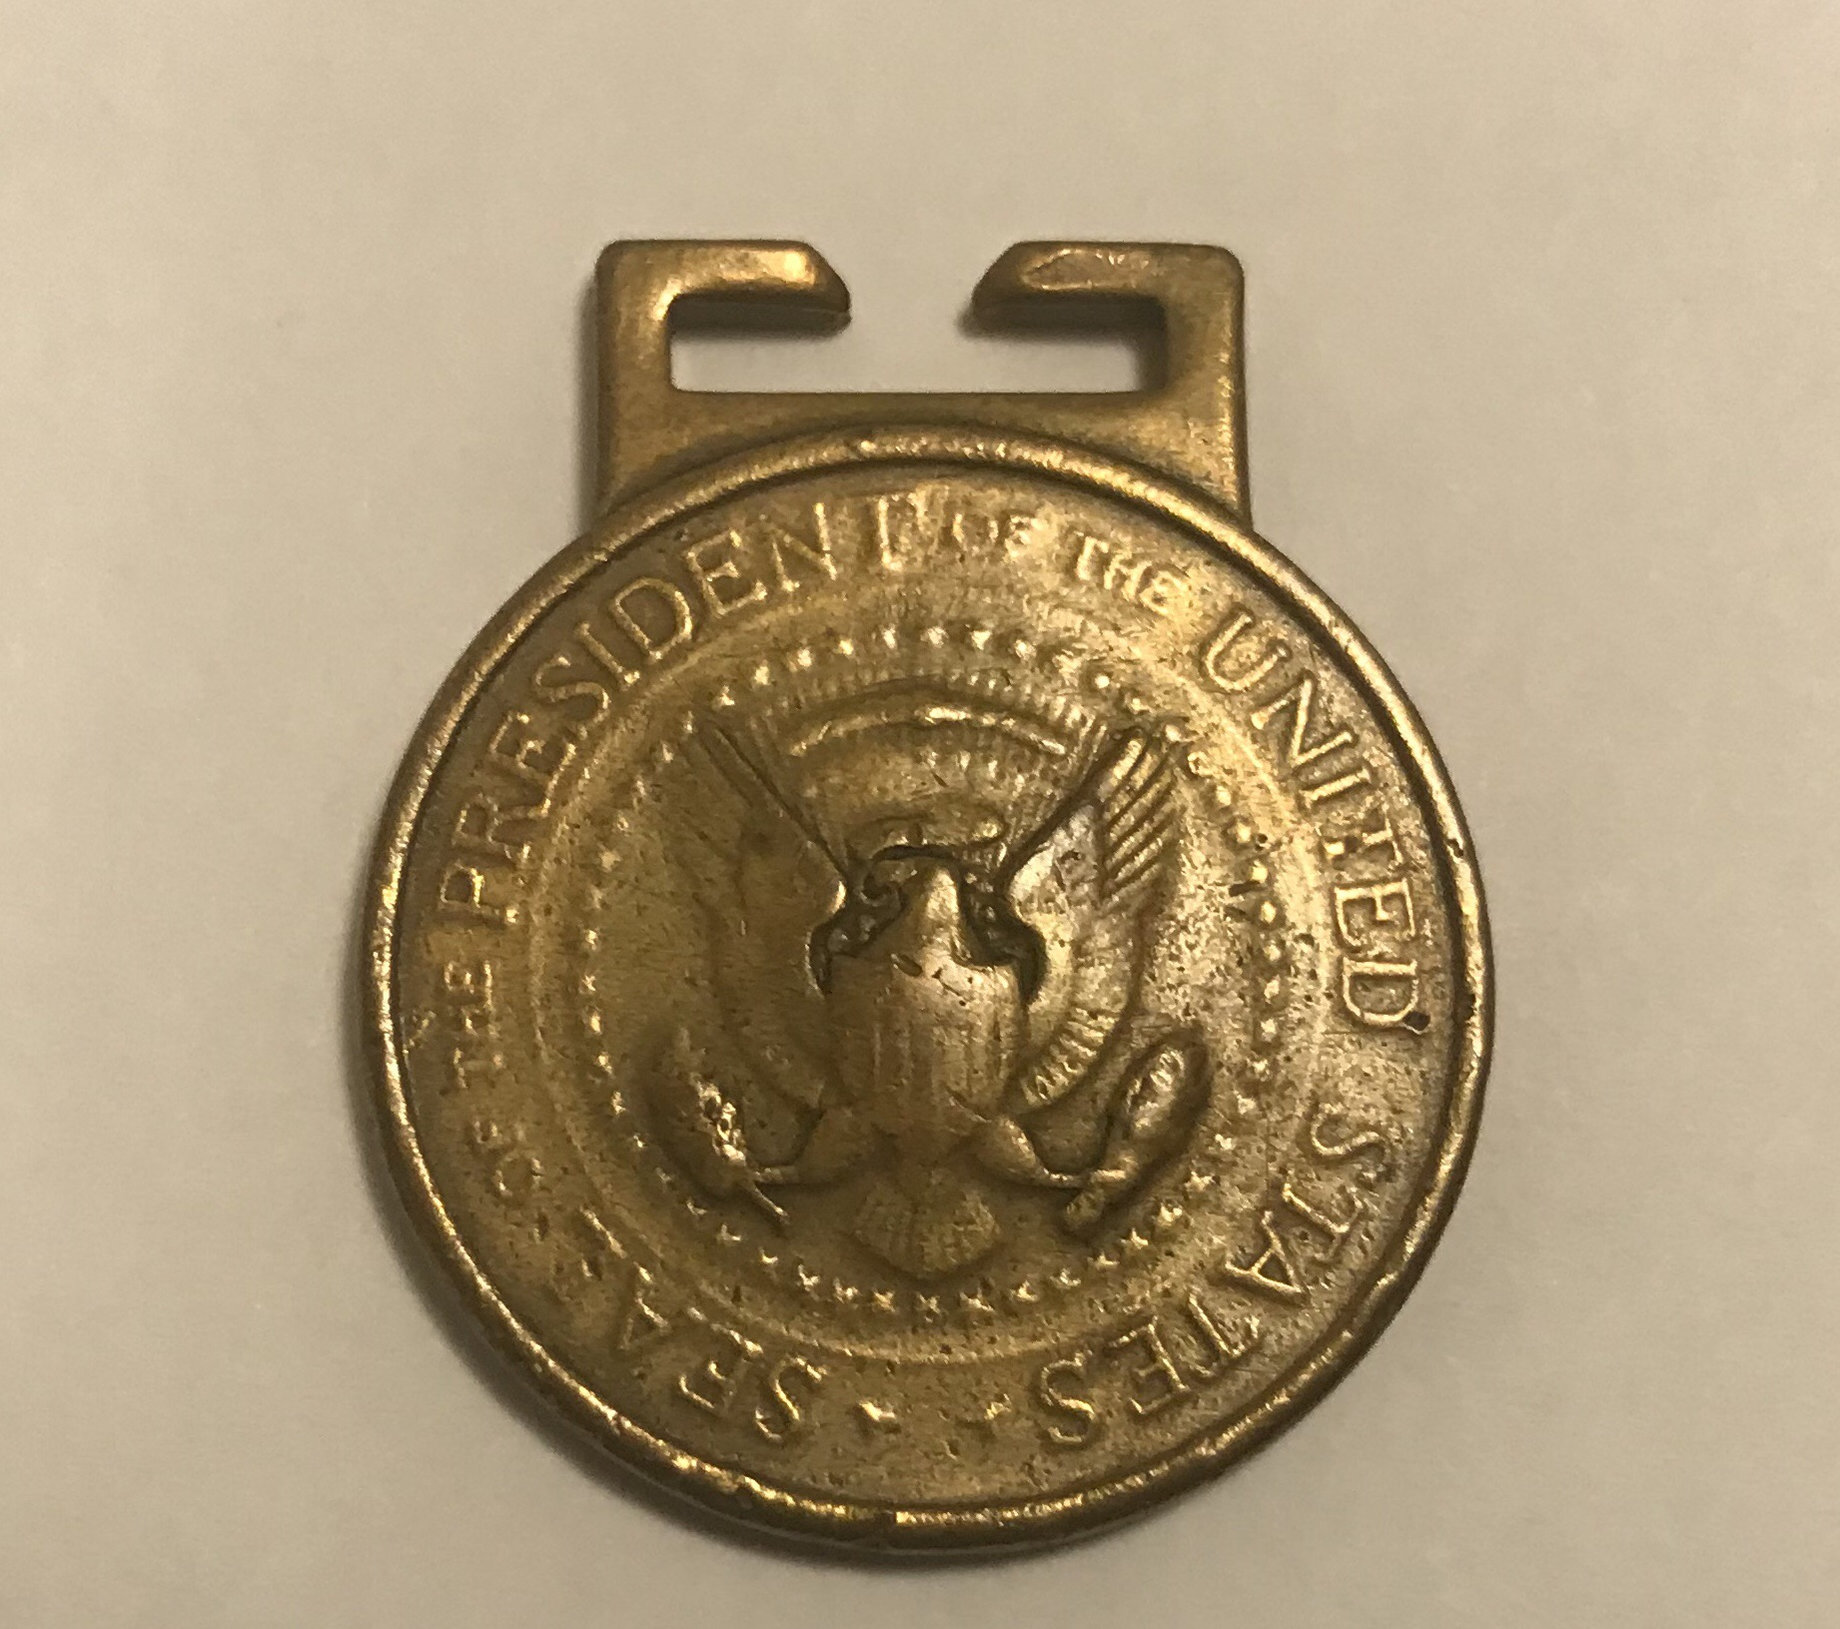 SEAL OF THE PRESIDENT OF THE UNITED STATES